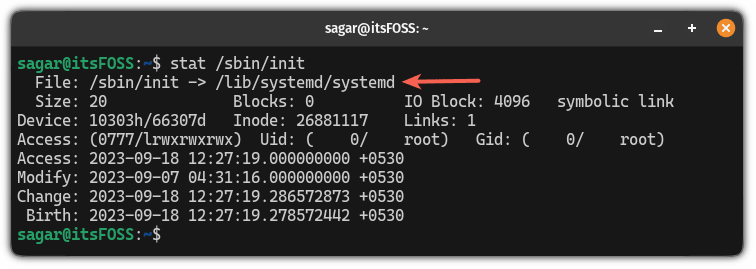 sagar@itsFOSS: ~
sagar@itsFOSS:~$ stat /sbin/init
  File: /sbin/init -> /lib/systemd/systemd
  Size: 20              Blocks: 0          IO Block: 4096   symbolic link
Device: 10303h/66307d   Inode: 26881117    Links: 1
Access: (0777/lrwxrwxrwx)  Uid: (    0/    root)   Gid: (    0/    root)
Access: 2023-09-18 12:27:19.000000000 +0530
Modify: 2023-09-07 04:31:16.000000000 +0530
Change: 2023-09-18 12:27:19.286572873 +0530
 Birth: 2023-09-18 12:27:19.278572442 +0530
sagar@itsFOSS:~$